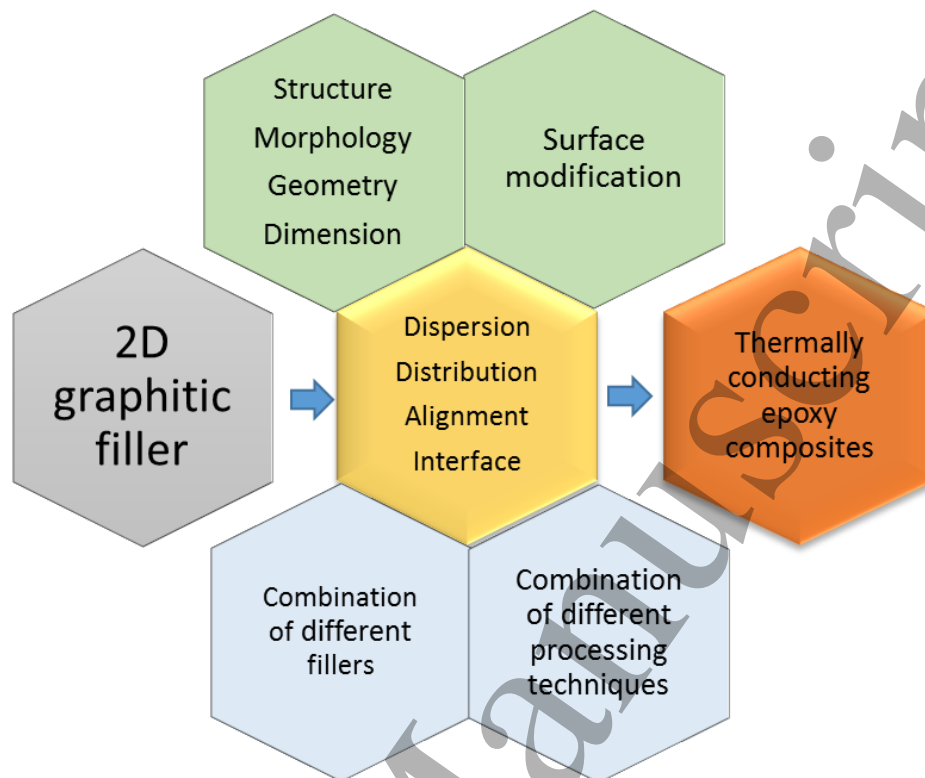 Structure
Morphology
Geometry
Dimension
Surface
modification
2D
graphitic
filler
Dispersion
Distribution
Alignment
Interface
Thermally
conducting
epoxy
composites
Combination
of different
fillers
Combination
of different
processing
techniques